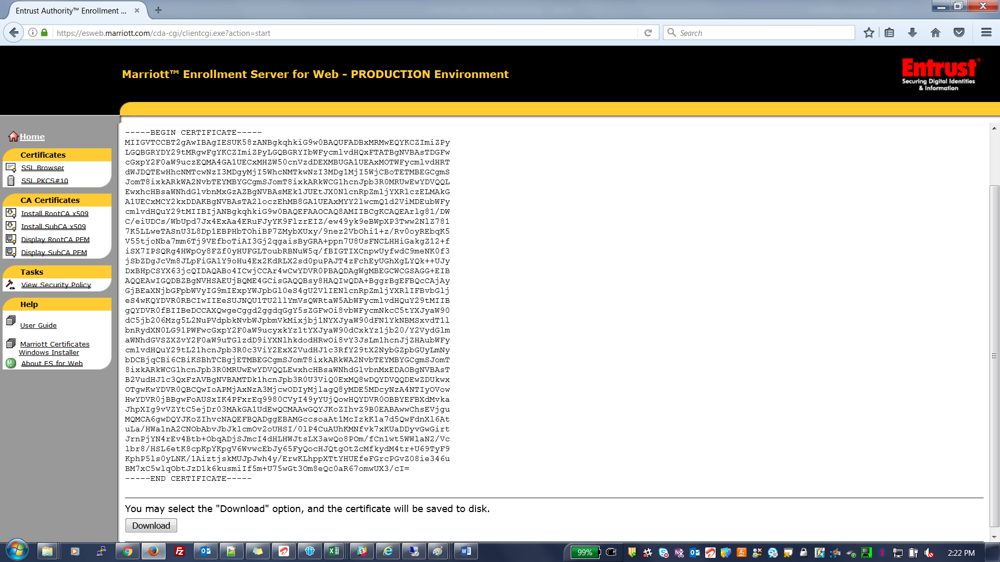 Entrust Authority™ Enrollment ...
https://esweb.marriott.com/cda-cgi/clientcgi.exe?action=start
Search
Marriott™ Enrollment Server for Web - PRODUCTION Environment
Entrust®
Securing Digital Identities
& Information
Home
Certificates
SSL Browser
SSL PKCS#10
CA Certificates
Install RootCA x509
Install SubCA x509
Display RootCA PEM
Display SubCA PEM
Tasks
View Security Policy
Help
User Guide
Marriott Certificates
Windows Installer
About ES for Web
-----BEGIN CERTIFICATE-----
MIIGVTCCBT2gAwIBAgIESUK58zANBgkqhkiG9w0BAQUFADBxMRMwEQYKCZImiZPy
LGQBGRYDY29tMRgwFgYKCZImiZPyLGQBGRYIbWFycmlvdHQxFTATBgNVBAsTDGFw
cGxpY2F0aW9uczEQMA4GA1UECxMHZW50cnVzdDEXMBUGA1UEAxMOTWFycmlvdHRT
dWJDQTEwHhcNMTcwNzI3MDgyMjI5WhcNMTkwNzI3MDg1MjI5WjCBoTETMBEGCgmS
JomT8ixkARkWA2NvbTEYMBYGCgmSJomT8ixkARkWCG1hcnJpb3R0MRUwEwYDVQQL
EwxhcHBsaWNhdGlvbnMxGzAZBgNVBAsMEk1JUEtJX0NlcnRpZmljYXRlczELMAkG
A1UECxMCY2kxDDAKBgNVBAsTA2loczEhMB8GA1UEAxMYY2lwcmQ1d2ViMDEubWFy
cmlvdHQuY29tMIIBIjANBgkqhkiG9w0BAQEFAAOCAQ8AMIIBCgKCAQEArlg81/DW
C/eiUDCs/WbUpd7Jx4ExAa4ERuFJyYK9FlzrEIZ/ew49yk9eBWpXP3Tww2NlZ781
7K5LLweTASnU3L8Dp1EBPHbTOhiBP7ZMybXUxy/9nez2VbOhi1+z/Rv0oyREbqK5
V55tjoNba7mm6Tj9VEfboTiAI3Gj2qgaisByGRA+ppn7U8UsFNCLHHiGakgZ12+f
iSX7IPSQRg4HWpOy8FZf0yHUFGLToubRBNuW5q/fBIGTIXCnpwUyfwdC9meNK0f3
jSbZDgJcVm8JLpFiGA1Y9oHu4Ex2KdRLX2sd0puPAJT4zFchEyUGhXgLYQk++UJy
DxBHpCSYX63jcQIDAQABo4ICwjCCAr4wCwYDVR0PBAQDAgWgMBEGCWCGSAGG+EIB
AQQEAwIGQDBZBgNVHSAEUjBQME4GCisGAQQBsy8HAQIwQDA+BggrBgEFBQcCAjAy
GjBEaXNjbGFpbWVyIG9mIExpYWJpbGl0eS4gU2VlIENlcnRpZmljYXRlIFBvbGlj
eS4wKQYDVR0RBCIwIIEeSUJNQU1TU2llYmVsQWRtaW5AbWFycmlvdHQuY29tMIIB
gQYDVR0fBIIBeDCCAXQwgeCggd2ggdqGgY5sZGFwOi8vbWFycmNkcC5tYXJyaW90
dC5jb206Mzg5L2NuPVdpbkNvbWJpbmVkMixjbj1NYXJyaW90dFN1YkNBMSxvdT1l
bnRydXN0LG91PWFwcGxpY2F0aW9ucyxkYz1tYXJyaW90dCxkYz1jb20/Y2VydGlm
aWNhdGVSZXZvY2F0aW9uTGlzdD9iYXNlhkdodHRwOi8vY3JsLm1hcnJjZHAubWFy
cmlvdHQuY29tL21hcnJpb3R0c3ViY2ExX2VudHJ1c3RfY29tX2NybGZpbGUyLmNy
bDCBjqCBi6CBiKSBhTCBgjETMBEGCgmSJomT8ixkARkWA2NvbTEYMBYGCgmSJomT
8ixkARkWCG1hcnJpb3R0MRUwEwYDVQQLEwxhcHBsaWNhdGlvbnMxEDAOBgNVBAsT
B2VudHJ1c3QxFzAVBgNVBAMTDk1hcnJpb3R0U3ViQ0ExMQ8wDQYDVQQDEwZDUkwx
OTgwKwYDVR0QBCQwIoAPMjAxNzA3MjcwODIyMjlagQ8yMDE5MDcyNzA4NTIyOVow
HwYDVR0jBBgwFoAUSxIK4PFxrEq9980CVyI49yYUjQowHQYDVR0OBBYEFBXdMvka
JhpXIg9vVZYtC5ejDr03MAkGA1UdEwQCMAAwGQYJKoZIhvZ9B0EABAwwChsEVjgu
MQMCA6gwDQYJKoZIhvcNAQEFBQADggEBAMGccsoaAt1McIzkK1a7d5QwFdnXl6At
uLa/HWa1nA2CNObAbvJbJklcmOv2oUHSI/0lP4CuAUhKMNfvk7xKUaDDyvGwGirt
JrnPjYN4rEv4Btb+ObqADjSJmcI4dHLHWJtsLX3awQo8POm/fCn1wt5WWlaN2/Vc
lbr8/HSL6etK8cpKpYKpgV6WvwcEbJy65FyQocHJQtgOtZcMfkydM4tr+U69TyF9
KphP5ls0yLNK/1AiztjskMUJpJwh4y/ErwKLhppXTtYHUEfeFGrcPGvZ08ie346u
BM7xC5wlqObtJzD1k6kusmiIf5m+U75wGt3Om8eQc0aR67omwUX3/cI=
-----END CERTIFICATE-----
You may select the "Download" option, and the certificate will be saved to disk.
Download
99%
2:22 PM